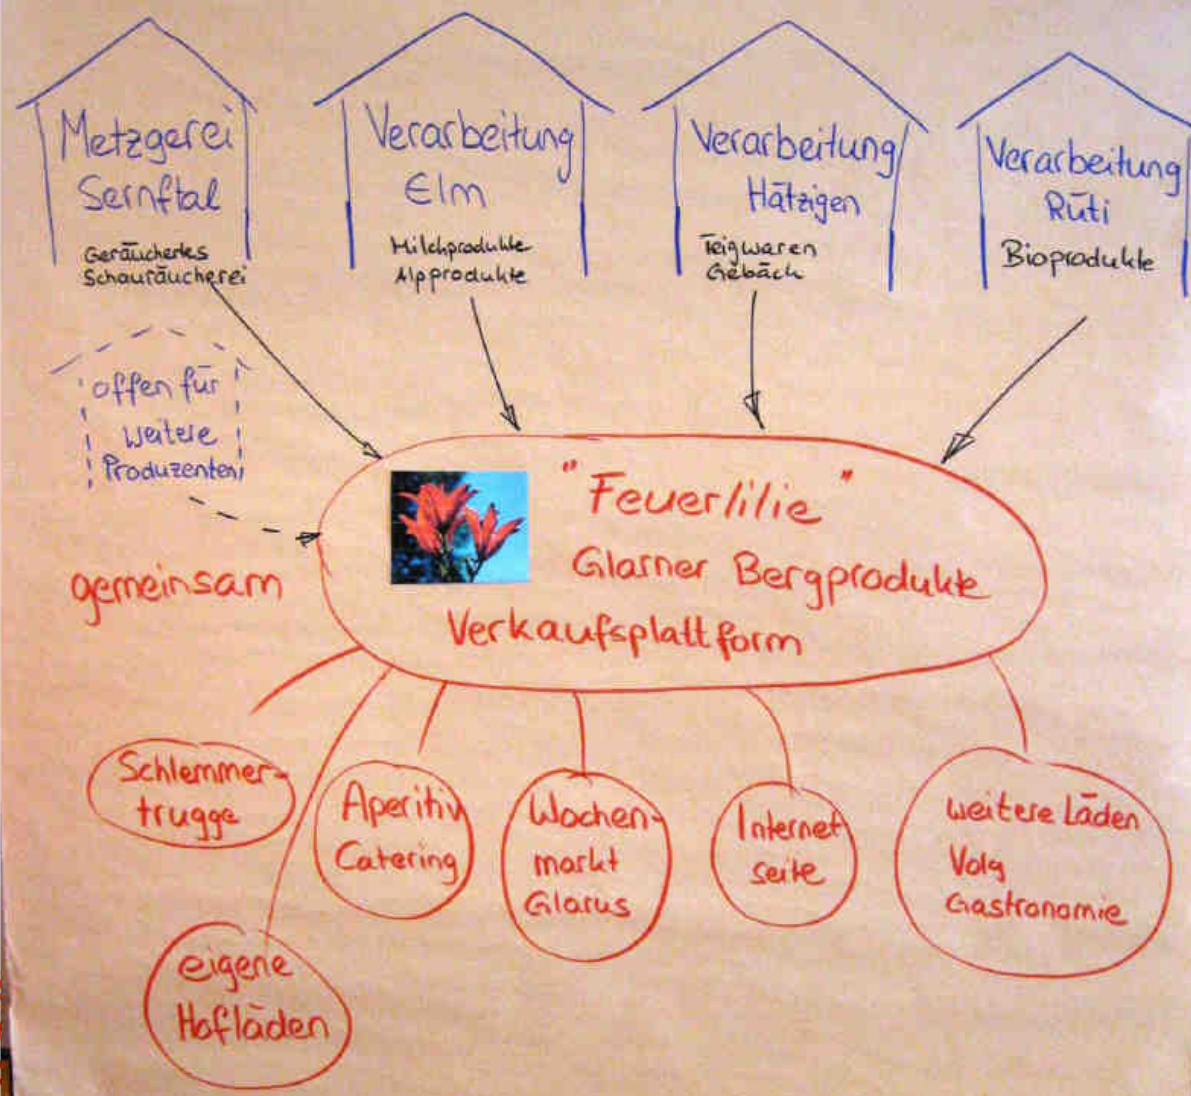 Metzgerei
Sernftal
Geräuchertes
Schauräucherei
Verarbeitung
Elm
Milchprodukte
Alpprodukte
Verarbeitung
Hätzigen
Teigwaren
Gebäck
Verarbeitung
Rüti
Bioprodukte
offen für
weitere
Produzenten
"Feuerlilie"
Glarner Bergprodukte
Verkaufsplattform
gemeinsam
Schlemmer-
trugge
Aperitiv
Catering
Wochen-
markt
Glarus
Internet
seite
weitere Läden
Volg
Gastronomie
eigene
Hofläden